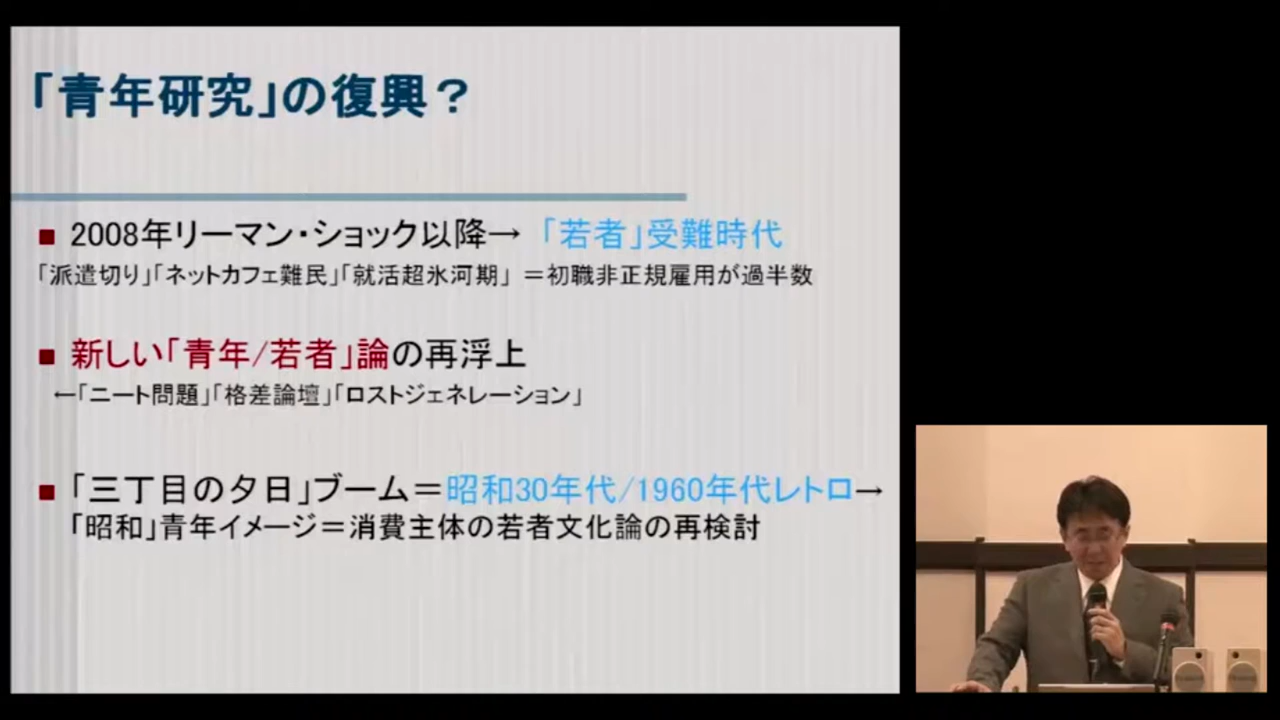 「青年研究」の復興？
■ 2008年リーマン・ショック以降→ 「若者」受難時代
「派遣切り」「ネットカフェ難民」「就活超氷河期」 ＝初職非正規雇用が過半数
■ 新しい「青年/若者」論の再浮上
←「ニート問題」「格差論壇」「ロストジェネレーション」
■ 「三丁目の夕日」ブーム＝昭和30年代/1960年代レトロ→
「昭和」青年イメージ＝消費主体の若者文化論の再検討